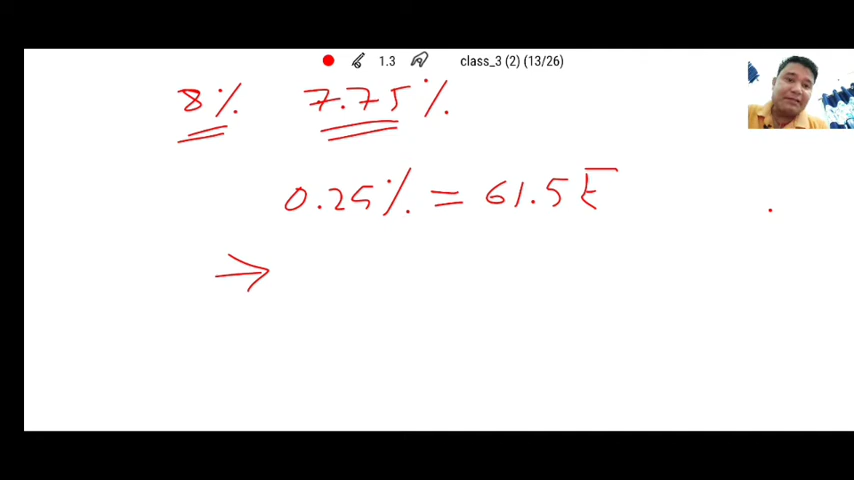 1.3 class_3 (2) (13/26)
8% 7.75%
0.25% = 61.5 ₹
→